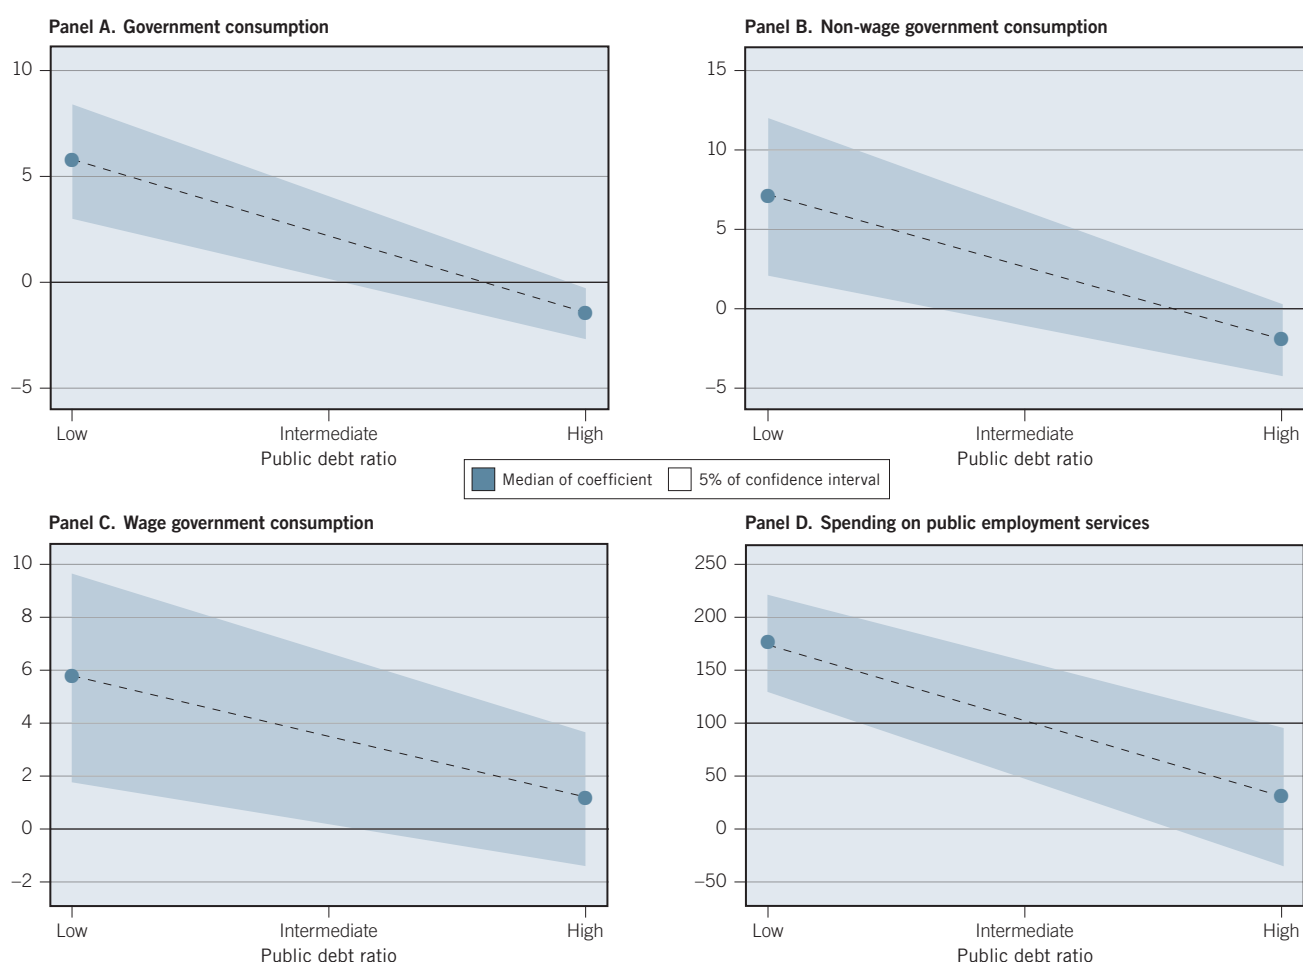 Panel A. Government consumption
10
5
0
–5
Low Intermediate High
Public debt ratio
Panel B. Non-wage government consumption
15
10
5
0
–5
Low Intermediate High
Public debt ratio
Median of coefficient 5% of confidence interval
Panel C. Wage government consumption
10
8
6
4
2
0
–2
Low Intermediate High
Public debt ratio
Panel D. Spending on public employment services
250
200
150
100
50
0
–50
Low Intermediate High
Public debt ratio